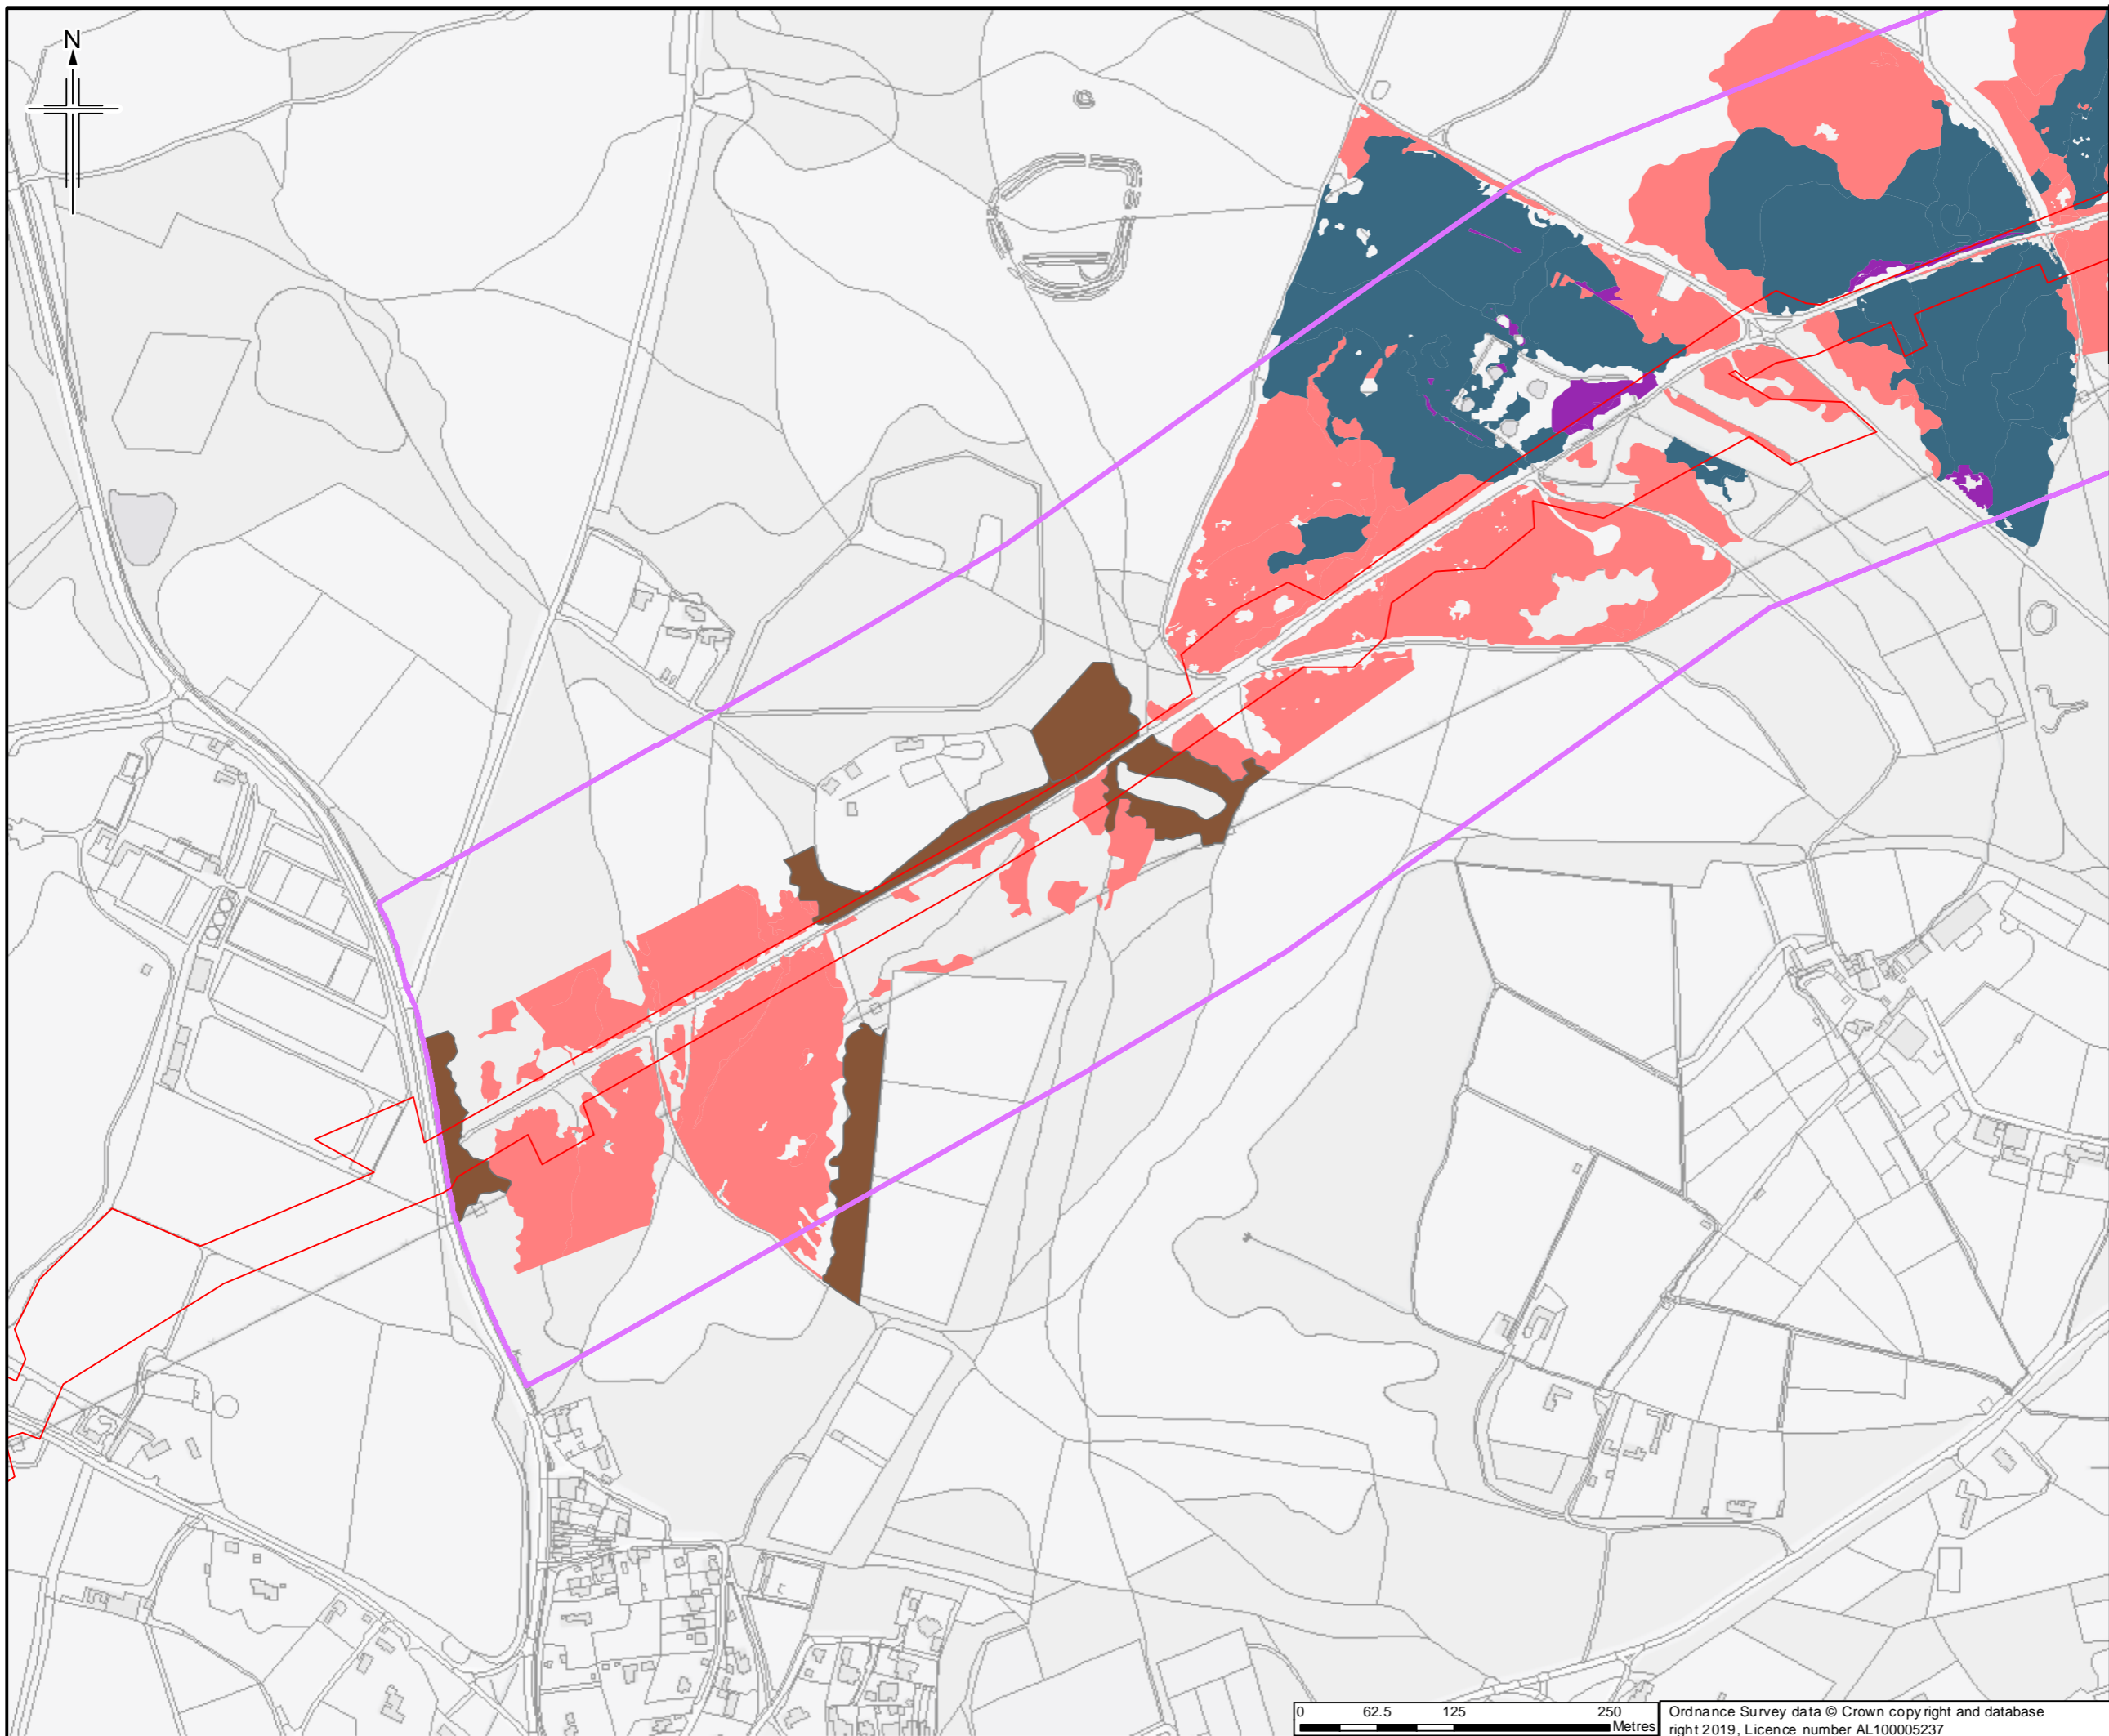 N
0 62.5 125 250
Metres
Ordnance Survey data © Crown copyright and database
right 2019, Licence number AL100005237